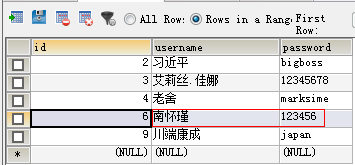 All Rows Rows in a Range First Row:
id username password
2 习近平 bigboss
3 艾莉丝.佳娜 12345678
4 老舍 marksime
6 南怀瑾 123456
9 川端康成 japan
* (NULL) (NULL) (NULL)